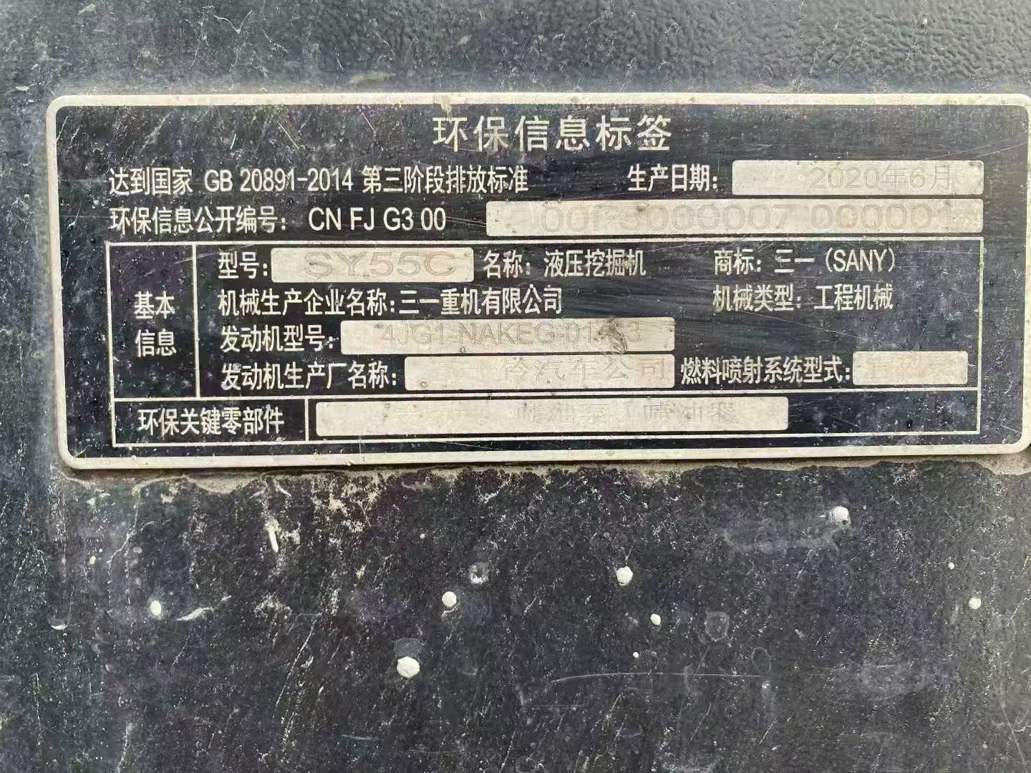 环保信息标签
达到国家 GB 20891-2014 第三阶段排放标准 生产日期: 2020年6月
环保信息公开编号: CN FJ G3 00
基本信息
型号: SY55C 名称: 液压挖掘机 商标: 三一(SANY)
机械生产企业名称: 三一重机有限公司 机械类型: 工程机械
发动机型号: 4JG1-NAKEG-01
发动机生产厂名称: 汽车公司 燃料喷射系统型式:
环保关键零部件 喷油泵